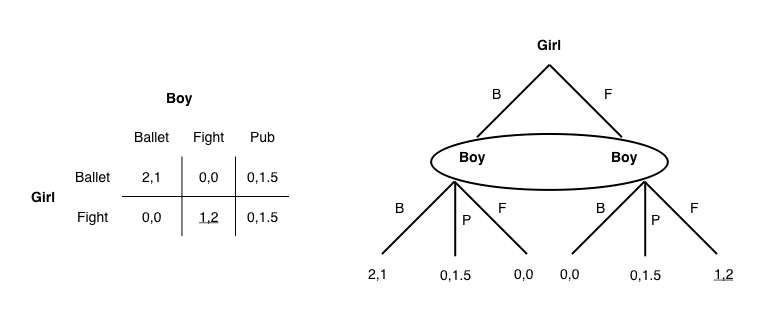 Boy
Ballet Fight Pub
Girl
Ballet 2,1 0,0 0,1.5
Fight 0,0 1,2 0,1.5
Girl
B F
Boy Boy
B P F B P F
2,1 0,1.5 0,0 0,0 0,1.5 1,2